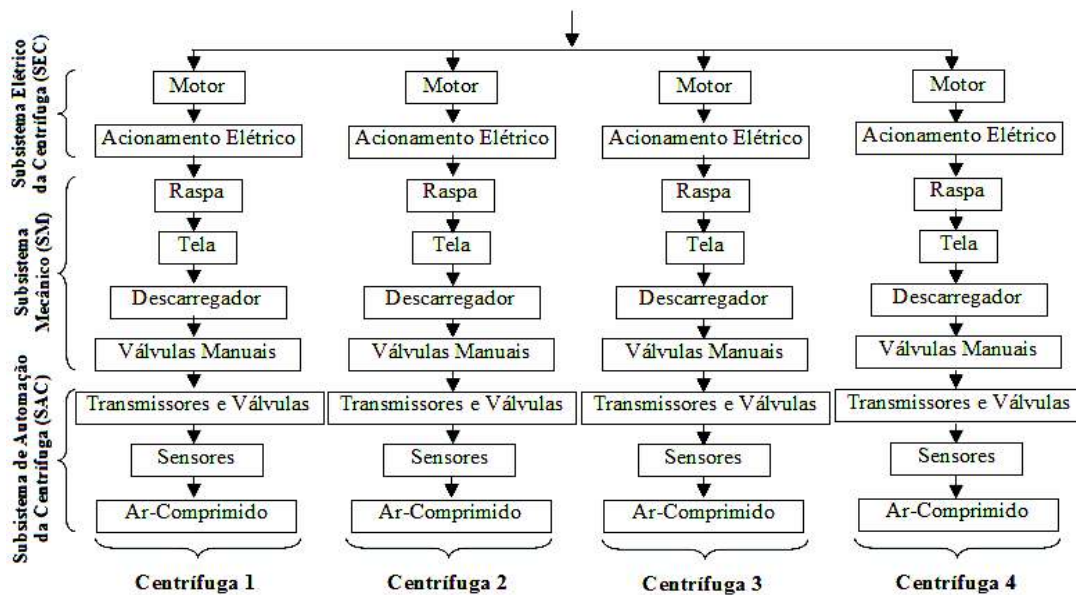 Subsistema Elétrico
da Centrífuga (SEC)
Subsistema
Mecânico (SM)
Subsistema de Automação
da Centrífuga (SAC)
Motor
Acionamento Elétrico
Raspa
Tela
Descarregador
Válvulas Manuais
Transmissores e Válvulas
Sensores
Ar-Comprimido
Centrífuga 1
Motor
Acionamento Elétrico
Raspa
Tela
Descarregador
Válvulas Manuais
Transmissores e Válvulas
Sensores
Ar-Comprimido
Centrífuga 2
Motor
Acionamento Elétrico
Raspa
Tela
Descarregador
Válvulas Manuais
Transmissores e Válvulas
Sensores
Ar-Comprimido
Centrífuga 3
Motor
Acionamento Elétrico
Raspa
Tela
Descarregador
Válvulas Manuais
Transmissores e Válvulas
Sensores
Ar-Comprimido
Centrífuga 4